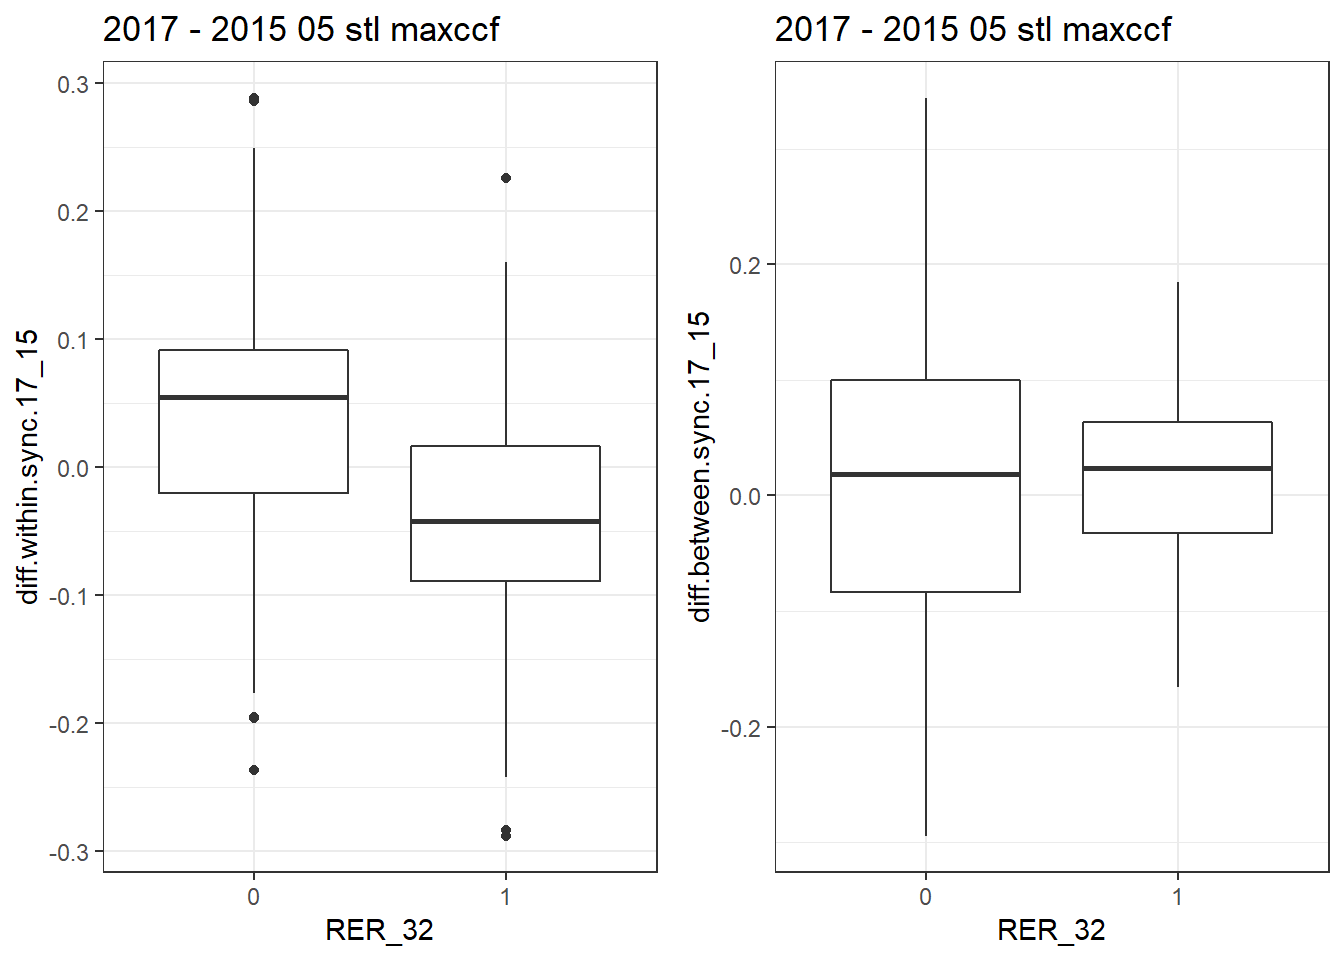 2017 - 2015 05 stl maxccf
diff.within.sync.17_15
0.3
0.2
0.1
0.0
-0.1
-0.2
-0.3
0 1
RER_32
2017 - 2015 05 stl maxccf
diff.between.sync.17_15
0.2
0.0
-0.2
0 1
RER_32